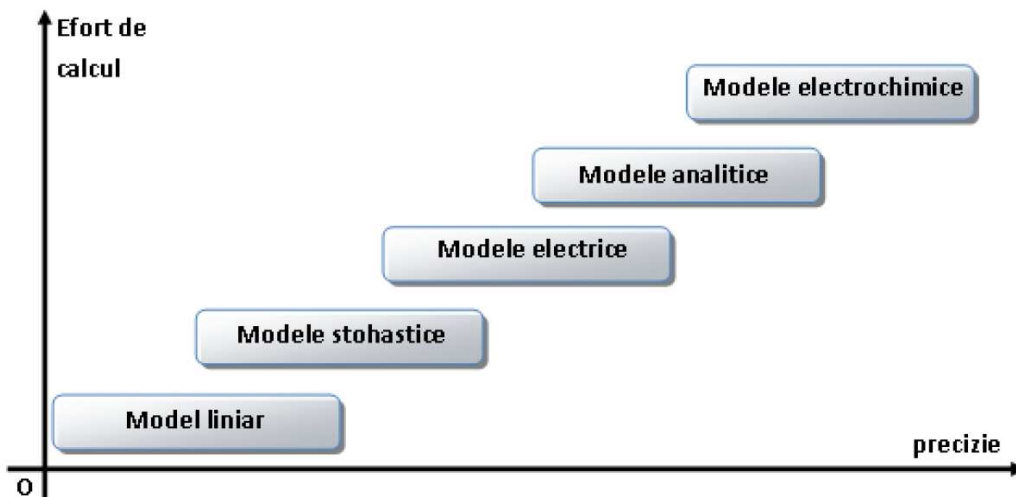 Efort de
calcul
Modele electrochimice
Modele analitice
Modele electrice
Modele stohastice
Model liniar
precizie
O